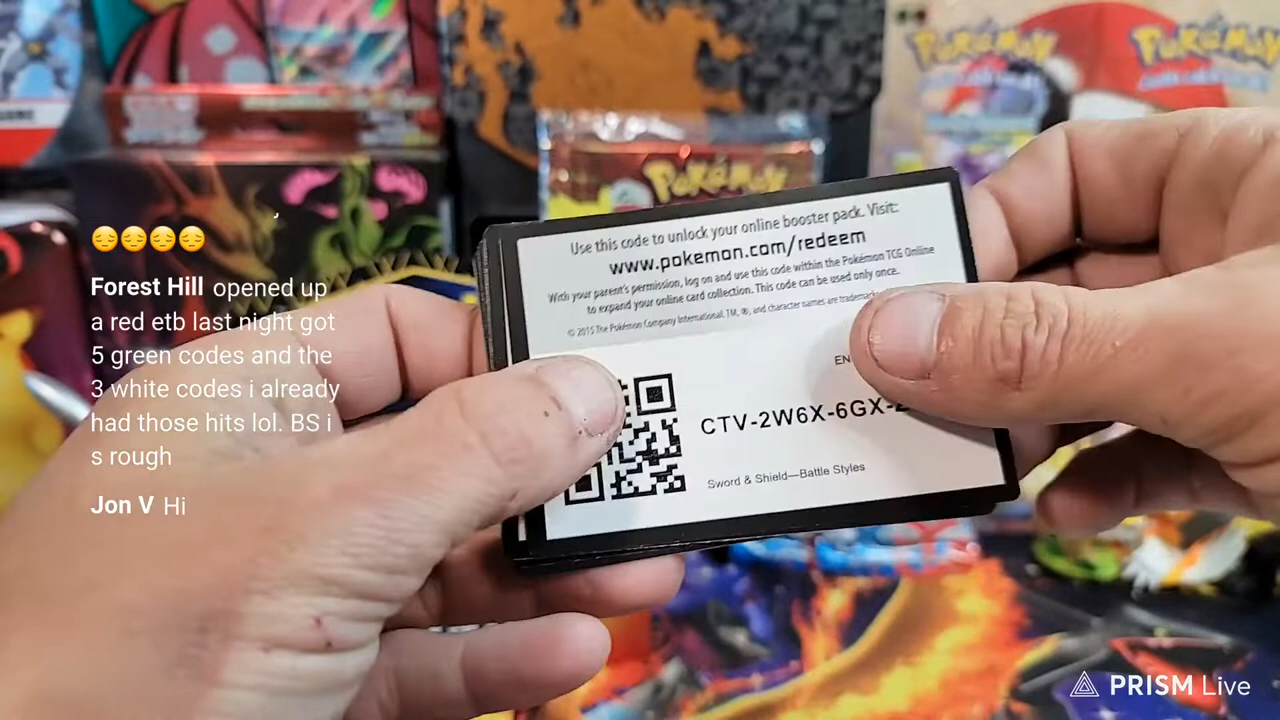 Forest Hill opened up
a red etb last night got
5 green codes and the
3 white codes i already
had those hits lol. BS i
s rough
Jon V Hi
GAME
Pokémon
Pokémon
Pokémon
Use this code to unlock your online booster pack. Visit:
www.pokemon.com/redeem
With your parent's permission, log on and use this code within the Pokémon TCG Online
to expand your online card collection. This code can be used only once.
© 2015 The Pokémon Company International. TM, ®, and character names are trademark
EN
CTV-2W6X-6GX-
Sword & Shield—Battle Styles
PRISM Live